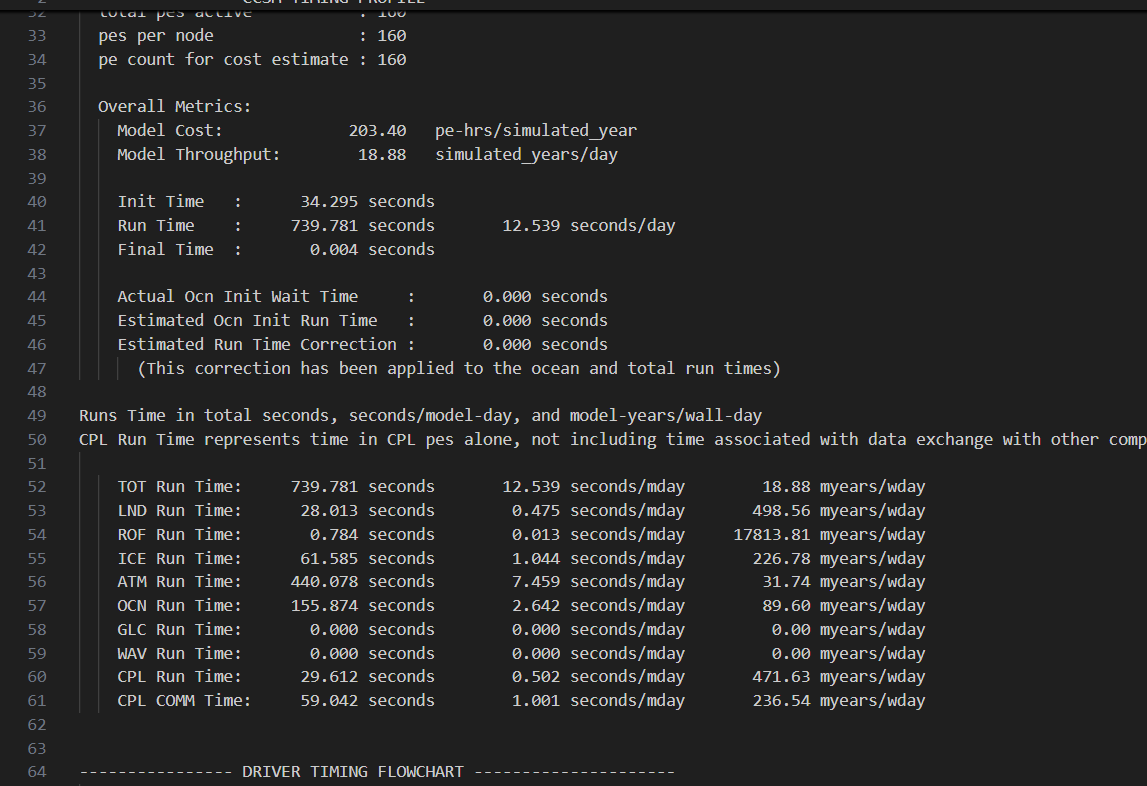 2 CCSM TIMING PROFILE
32 total pes active : 160
33 pes per node : 160
34 pe count for cost estimate : 160
35
36 Overall Metrics:
37 Model Cost: 203.40 pe-hrs/simulated_year
38 Model Throughput: 18.88 simulated_years/day
39
40 Init Time : 34.295 seconds
41 Run Time : 739.781 seconds 12.539 seconds/day
42 Final Time : 0.004 seconds
43
44 Actual Ocn Init Wait Time : 0.000 seconds
45 Estimated Ocn Init Run Time : 0.000 seconds
46 Estimated Run Time Correction : 0.000 seconds
47 (This correction has been applied to the ocean and total run times)
48
49 Runs Time in total seconds, seconds/model-day, and model-years/wall-day
50 CPL Run Time represents time in CPL pes alone, not including time associated with data exchange with other comp
51
52 TOT Run Time: 739.781 seconds 12.539 seconds/mday 18.88 myears/wday
53 LND Run Time: 28.013 seconds 0.475 seconds/mday 498.56 myears/wday
54 ROF Run Time: 0.784 seconds 0.013 seconds/mday 17813.81 myears/wday
55 ICE Run Time: 61.585 seconds 1.044 seconds/mday 226.78 myears/wday
56 ATM Run Time: 440.078 seconds 7.459 seconds/mday 31.74 myears/wday
57 OCN Run Time: 155.874 seconds 2.642 seconds/mday 89.60 myears/wday
58 GLC Run Time: 0.000 seconds 0.000 seconds/mday 0.00 myears/wday
59 WAV Run Time: 0.000 seconds 0.000 seconds/mday 0.00 myears/wday
60 CPL Run Time: 29.612 seconds 0.502 seconds/mday 471.63 myears/wday
61 CPL COMM Time: 59.042 seconds 1.001 seconds/mday 236.54 myears/wday
62
63
64 ---------------- DRIVER TIMING FLOWCHART ---------------------